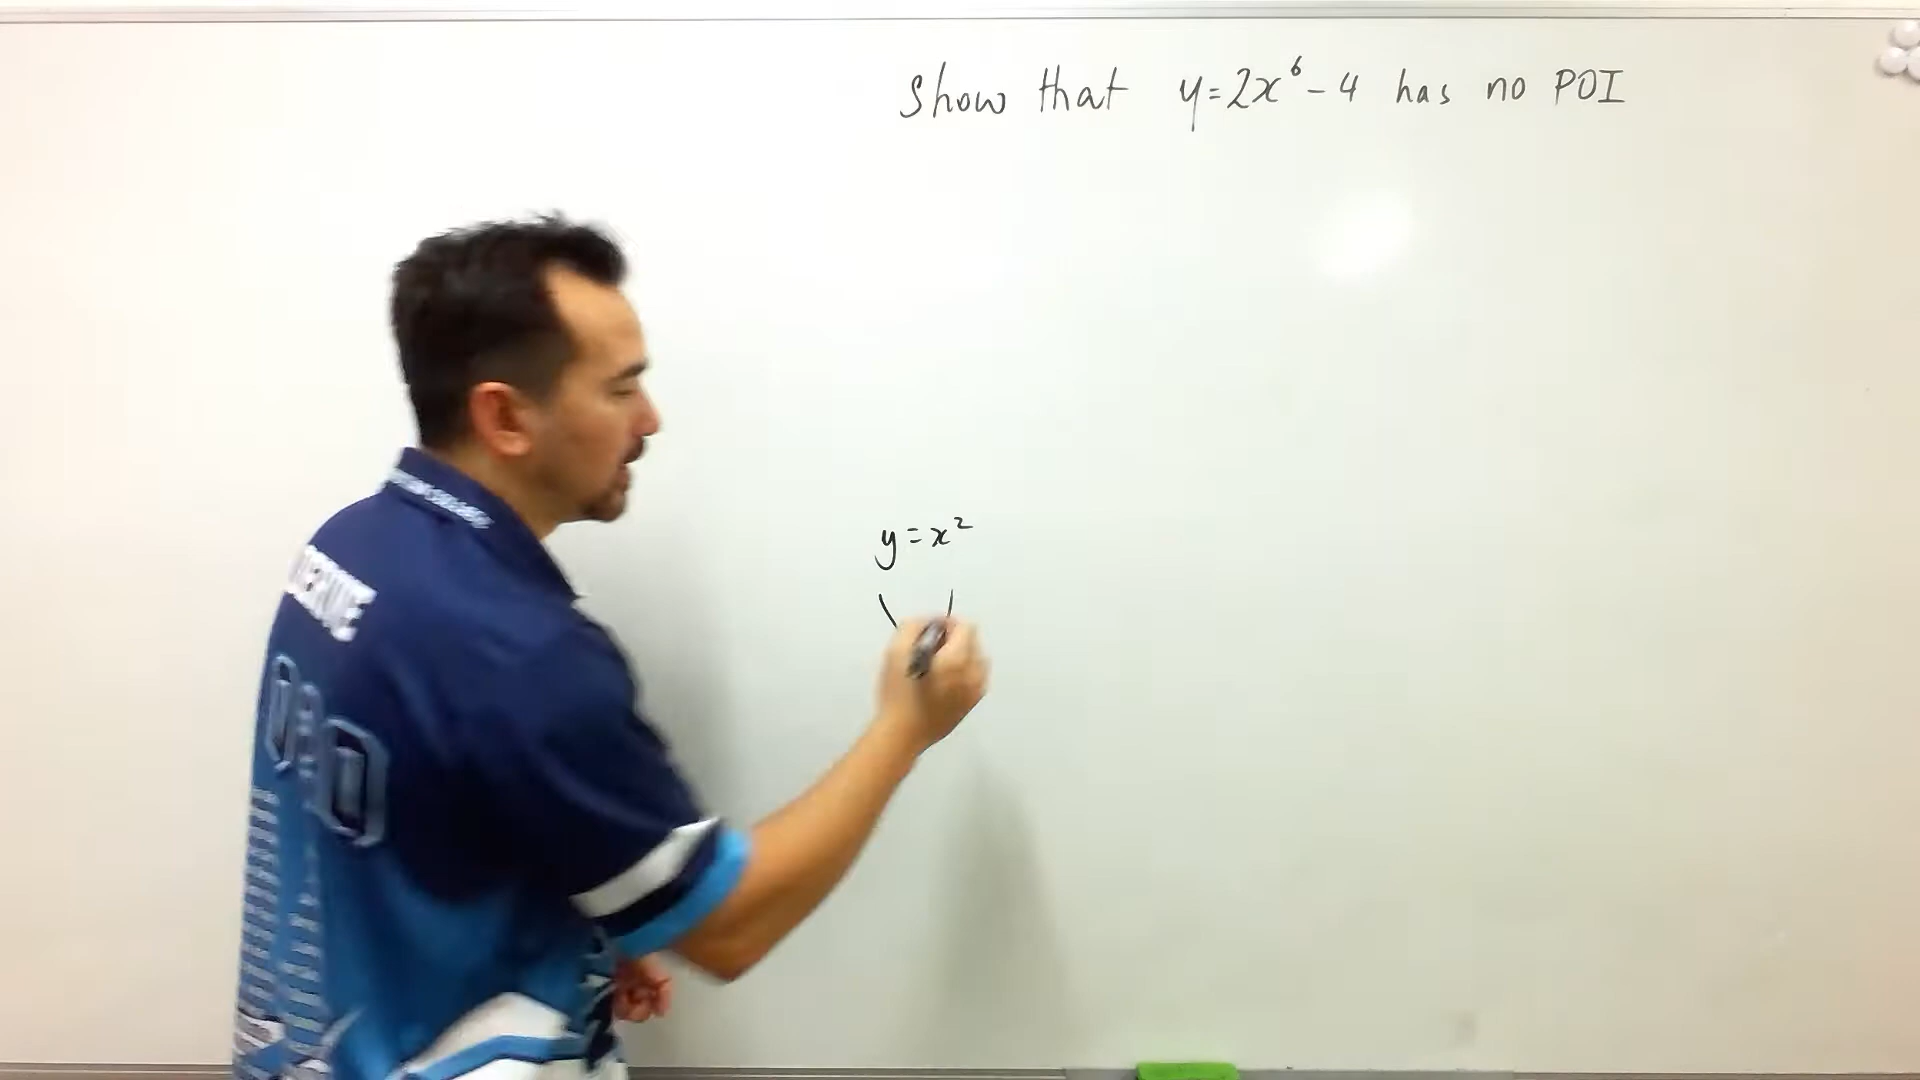 Show that y=2x⁶-4 has no POI
y=x²